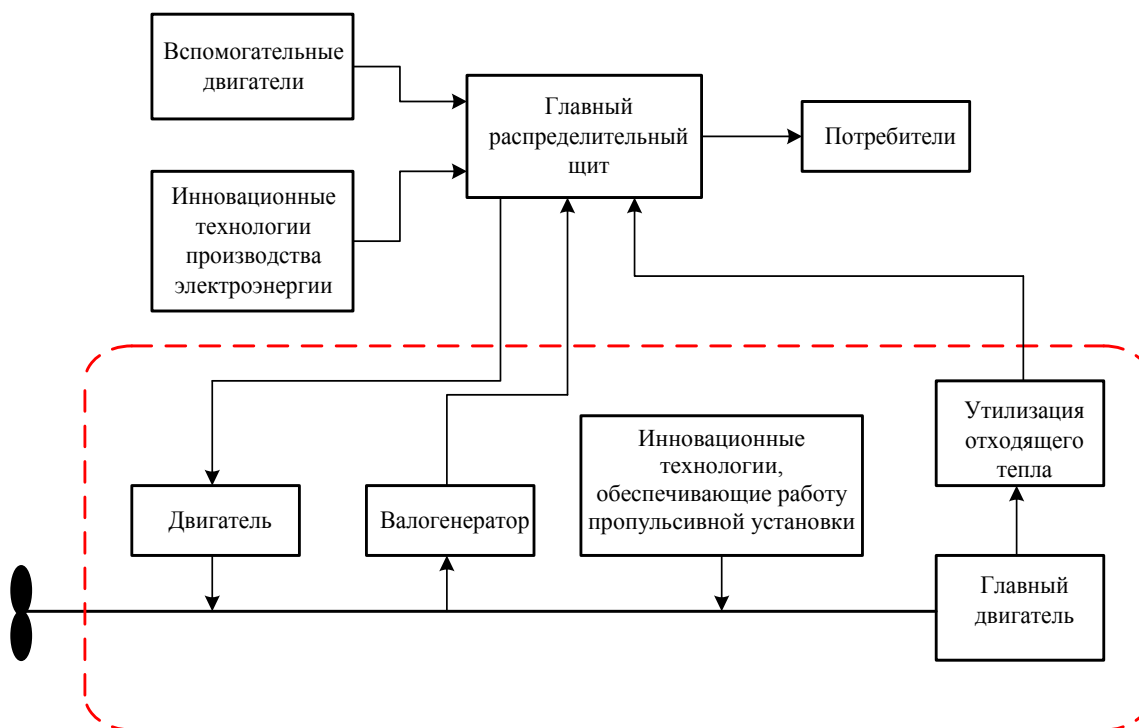 Вспомогательные
двигатели
Главный
распределительный
щит
Потребители
Инновационные
технологии
производства
электроэнергии
Утилизация
отходящего
тепла
Инновационные
технологии,
обеспечивающие работу
пропульсивной установки
Двигатель
Валогенератор
Главный
двигатель